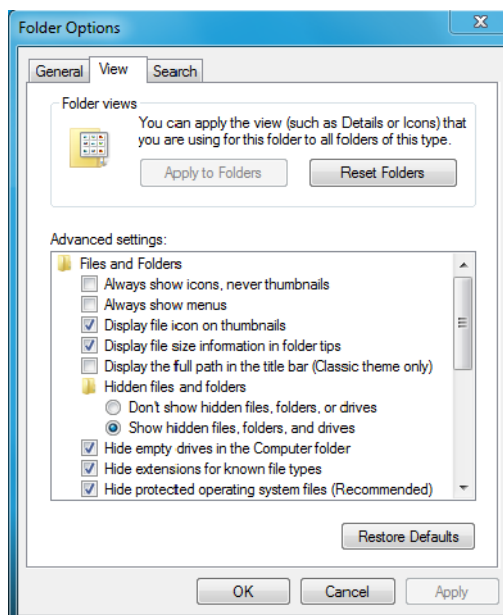 Folder Options
General View Search
Folder views
You can apply the view (such as Details or Icons) that
you are using for this folder to all folders of this type.
Apply to Folders Reset Folders
Advanced settings:
Files and Folders
Always show icons, never thumbnails
Always show menus
Display file icon on thumbnails
Display file size information in folder tips
Display the full path in the title bar (Classic theme only)
Hidden files and folders
Don't show hidden files, folders, or drives
Show hidden files, folders, and drives
Hide empty drives in the Computer folder
Hide extensions for known file types
Hide protected operating system files (Recommended)
Restore Defaults
OK Cancel Apply